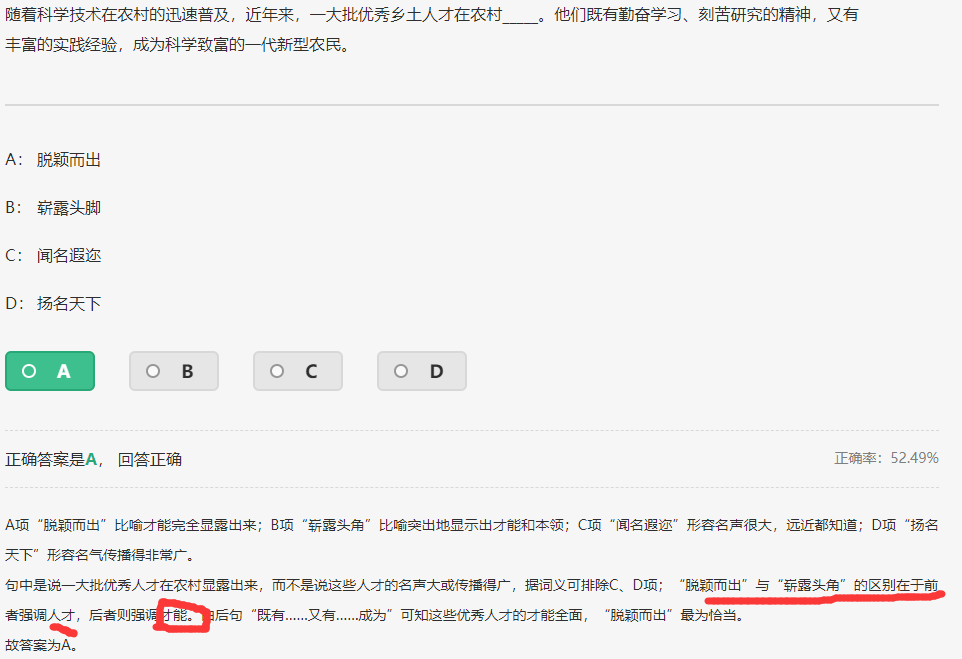 随着科学技术在农村的迅速普及，近年来，一大批优秀乡土人才在农村_____。他们既有勤奋学习、刻苦研究的精神，又有
丰富的实践经验，成为科学致富的一代新型农民。
A： 脱颖而出
B： 崭露头脚
C： 闻名遐迩
D： 扬名天下
A B C D
正确答案是A， 回答正确 正确率：52.49%
A项“脱颖而出”比喻才能完全显露出来；B项“崭露头角”比喻突出地显示出才能和本领；C项“闻名遐迩”形容名声很大，远近都知道；D项“扬名
天下”形容名气传播得非常广。
句中是说一大批优秀人才在农村显露出来，而不是说这些人才的名声大或传播得广，据词义可排除C、D项；“脱颖而出”与“崭露头角”的区别在于前
者强调人才，后者则强调才能。由后句“既有……又有……成为”可知这些优秀人才的才能全面，“脱颖而出”最为恰当。
故答案为A。